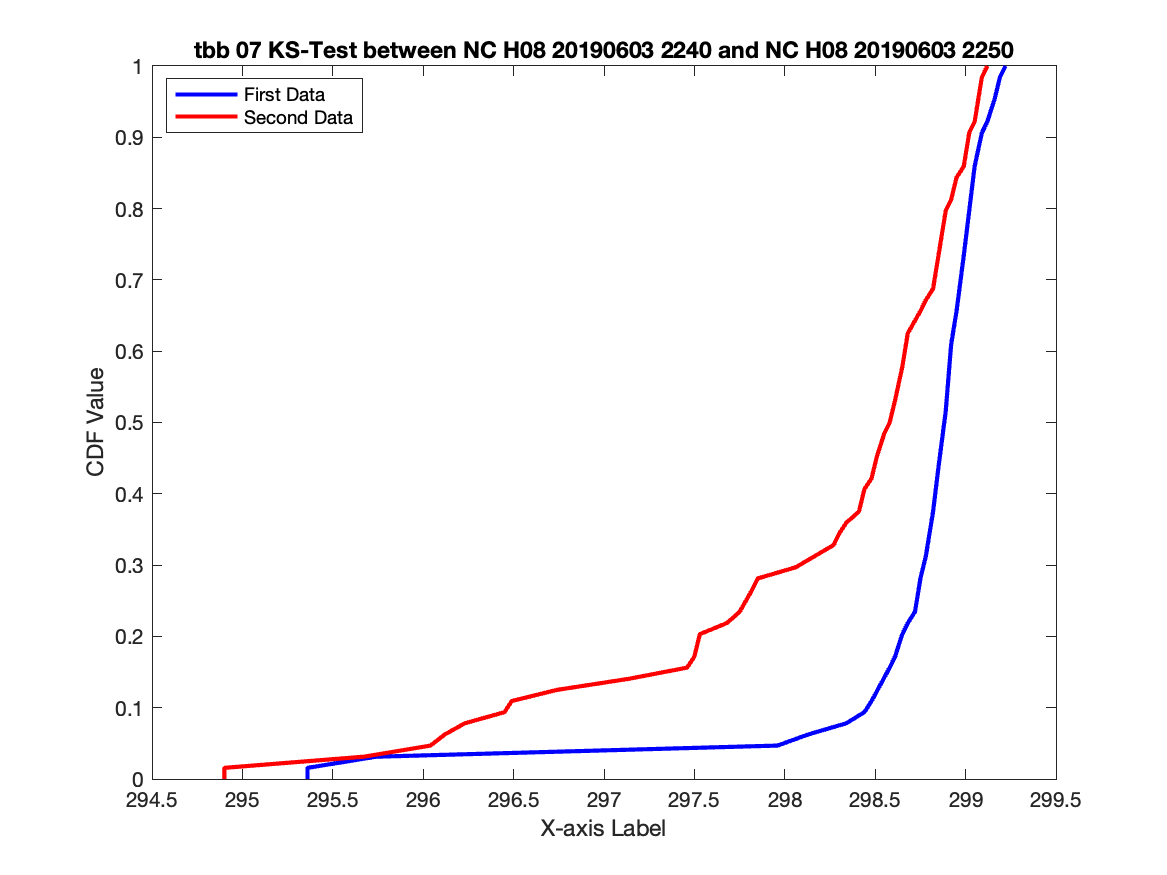 tbb 07 KS-Test between NC H08 20190603 2240 and NC H08 20190603 2250
First Data
Second Data
1
0.9
0.8
0.7
0.6
0.5
0.4
0.3
0.2
0.1
0
CDF Value
294.5 295 295.5 296 296.5 297 297.5 298 298.5 299 299.5
X-axis Label